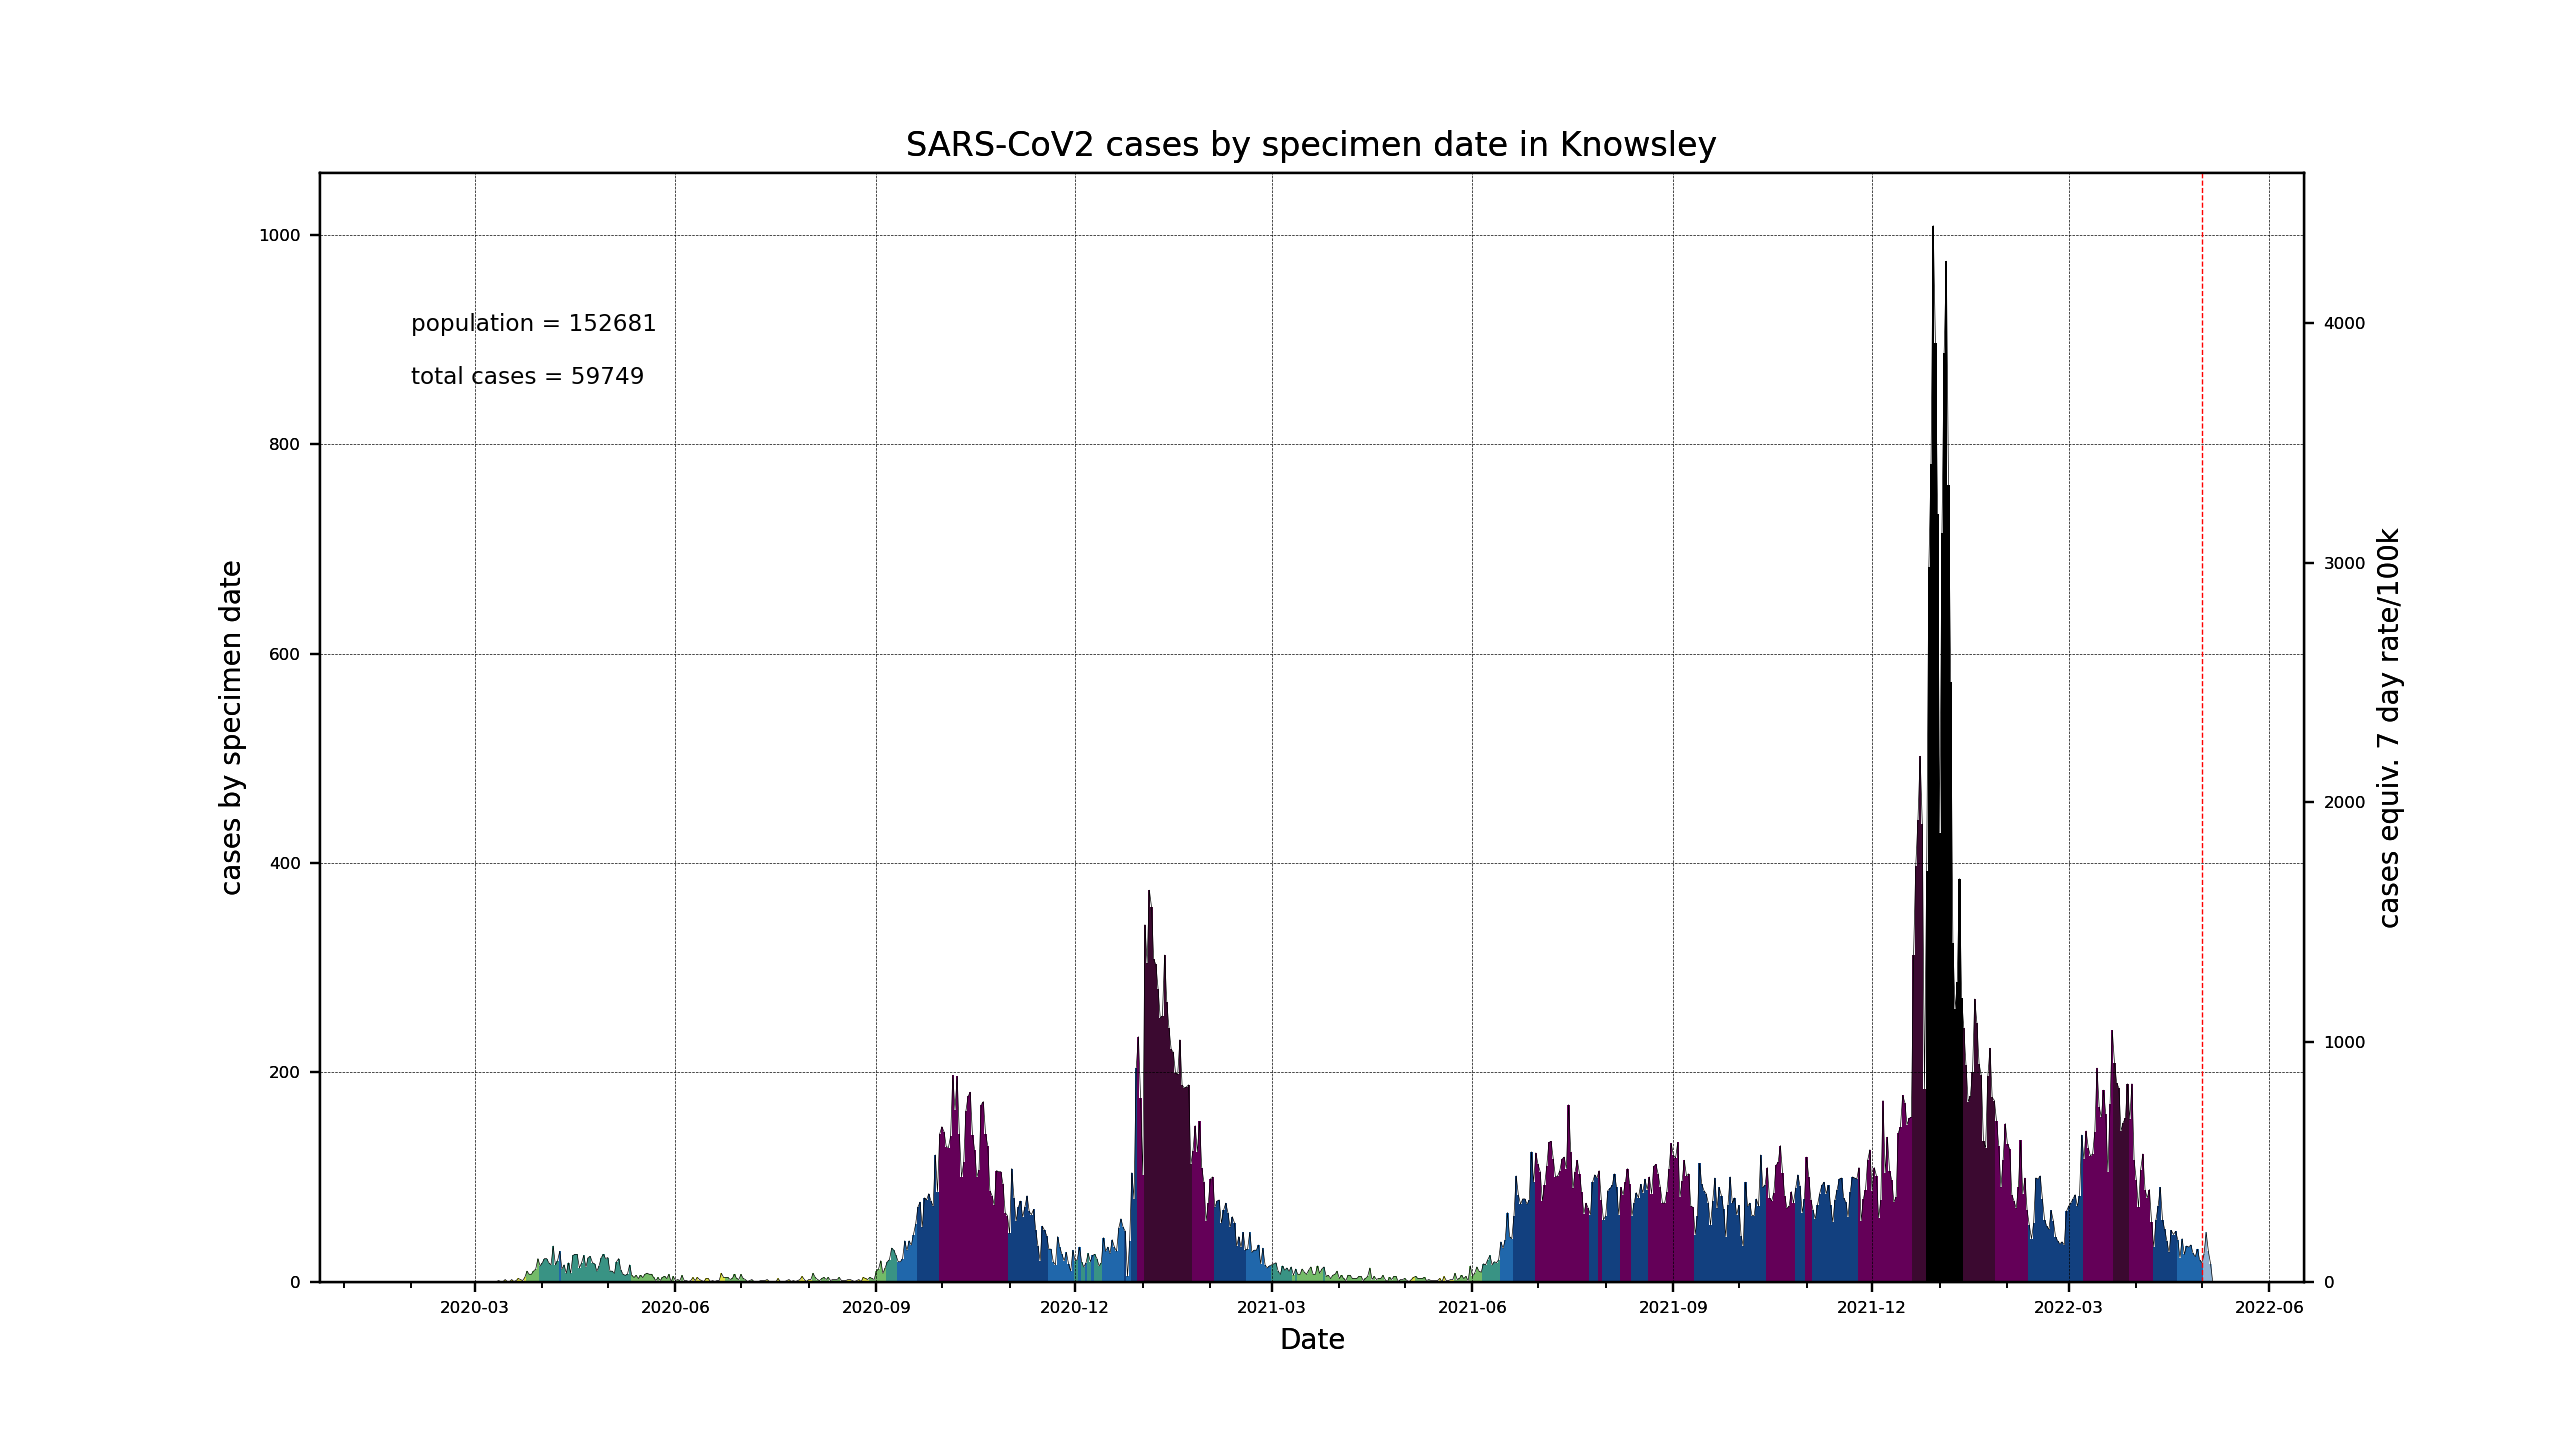 SARS-CoV2 cases by specimen date in Knowsley
population = 152681
total cases = 59749
cases by specimen date
1000
800
600
400
200
0
cases equiv. 7 day rate/100k
4000
3000
2000
1000
0
2020-03 2020-06 2020-09 2020-12 2021-03 2021-06 2021-09 2021-12 2022-03 2022-06
Date